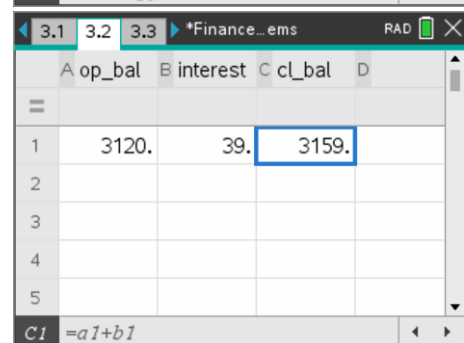 3.1 3.2 3.3 *Finance...ems RAD
A op_bal B interest C cl_bal D
=
1 3120. 39. 3159.
2
3
4
5
C1 =a1+b1